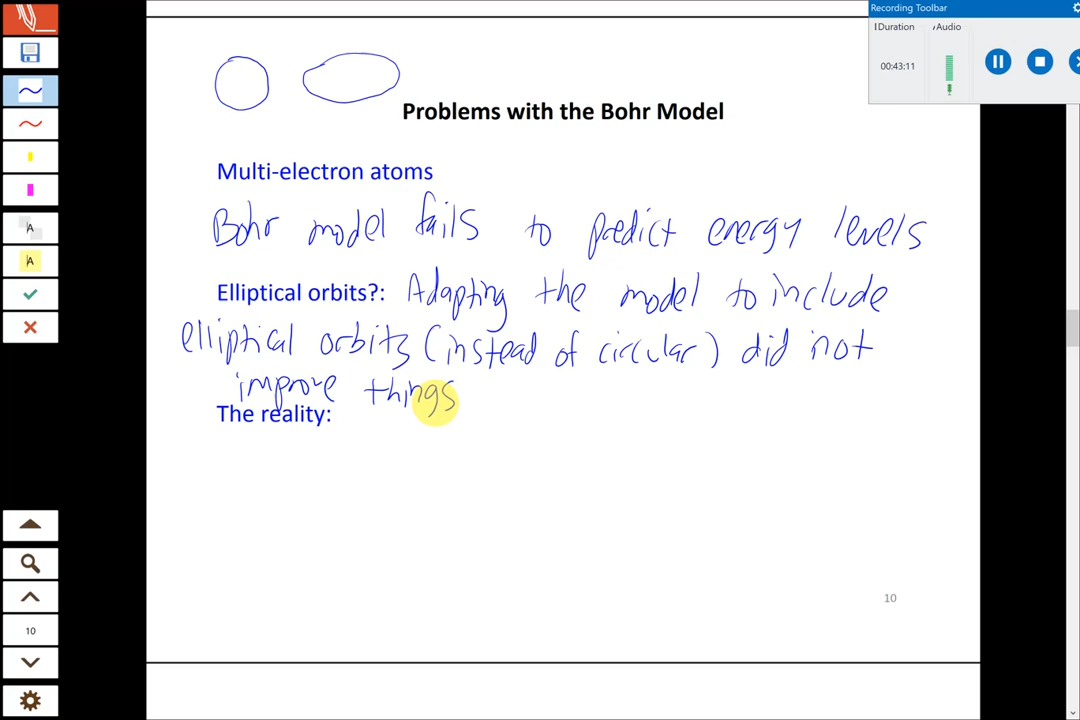 Recording Toolbar
Duration
Audio
00:43:11
Problems with the Bohr Model
Multi-electron atoms
Bohr model fails to predict energy levels
Elliptical orbits?: Adapting the model to include
elliptical orbits (instead of circular) did not
improve things
The reality:
A
A
10
10